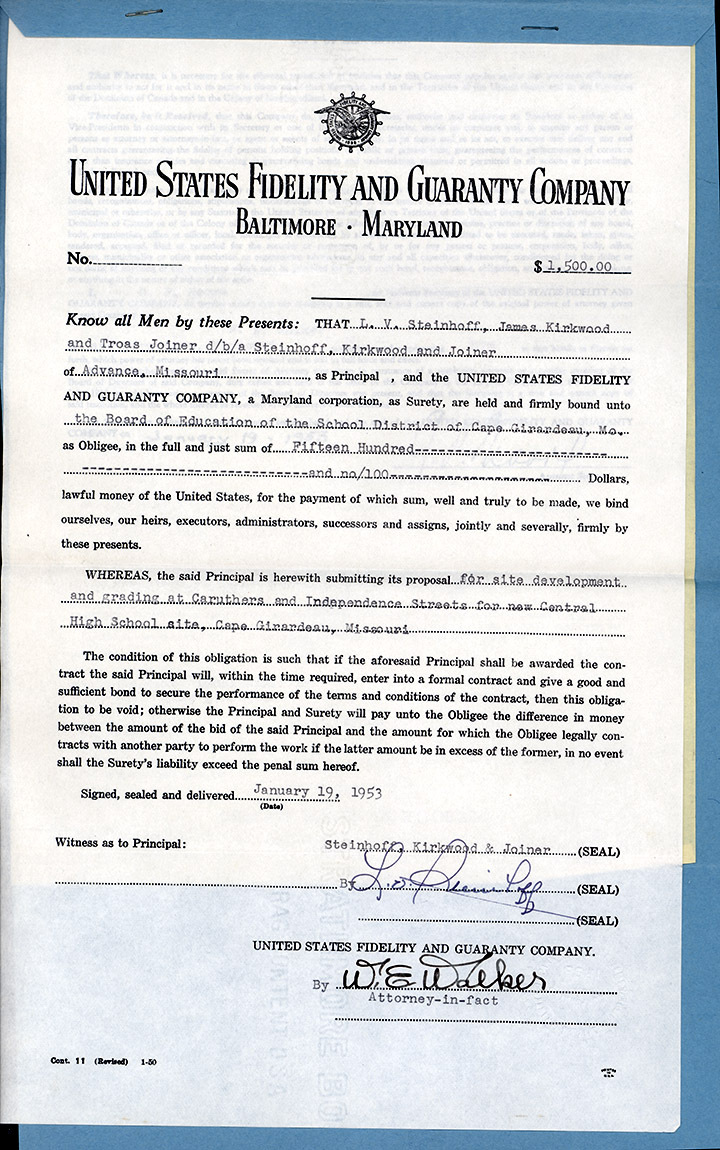 UNITED STATES FIDELITY AND GUARANTY COMPANY
BALTIMORE · MARYLAND
No.
$ 1,500.00
Know all Men by these Presents: THAT L. V. Steinhoff, James Kirkwood
and Troas Joiner d/b/a Steinhoff, Kirkwood and Joiner
of Advance, Missouri, as Principal , and the UNITED STATES FIDELITY
AND GUARANTY COMPANY, a Maryland corporation, as Surety, are held and firmly bound unto
the Board of Education of the School District of Cape Girardeau, Mo.
as Obligee, in the full and just sum of Fifteen Hundred
and no/100 Dollars,
lawful money of the United States, for the payment of which sum, well and truly to be made, we bind
ourselves, our heirs, executors, administrators, successors and assigns, jointly and severally, firmly by
these presents.
WHEREAS, the said Principal is herewith submitting its proposal for site development
and grading at Caruthers and Independence Streets for new Central
High School site, Cape Girardeau, Missouri
The condition of this obligation is such that if the aforesaid Principal shall be awarded the con-
tract the said Principal will, within the time required, enter into a formal contract and give a good and
sufficient bond to secure the performance of the terms and conditions of the contract, then this obliga-
tion to be void; otherwise the Principal and Surety will pay unto the Obligee the difference in money
between the amount of the bid of the said Principal and the amount for which the Obligee legally con-
tracts with another party to perform the work if the latter amount be in excess of the former, in no event
shall the Surety's liability exceed the penal sum hereof.
Signed, sealed and delivered January 19, 1953
(Date)
Witness as to Principal:
Steinhoff, Kirkwood & Joiner (SEAL)
By L. V. Steinhoff (SEAL)
(SEAL)
UNITED STATES FIDELITY AND GUARANTY COMPANY.
By W. E. Walker
Attorney-in-fact
Cont. 11 (Revised) 1-50